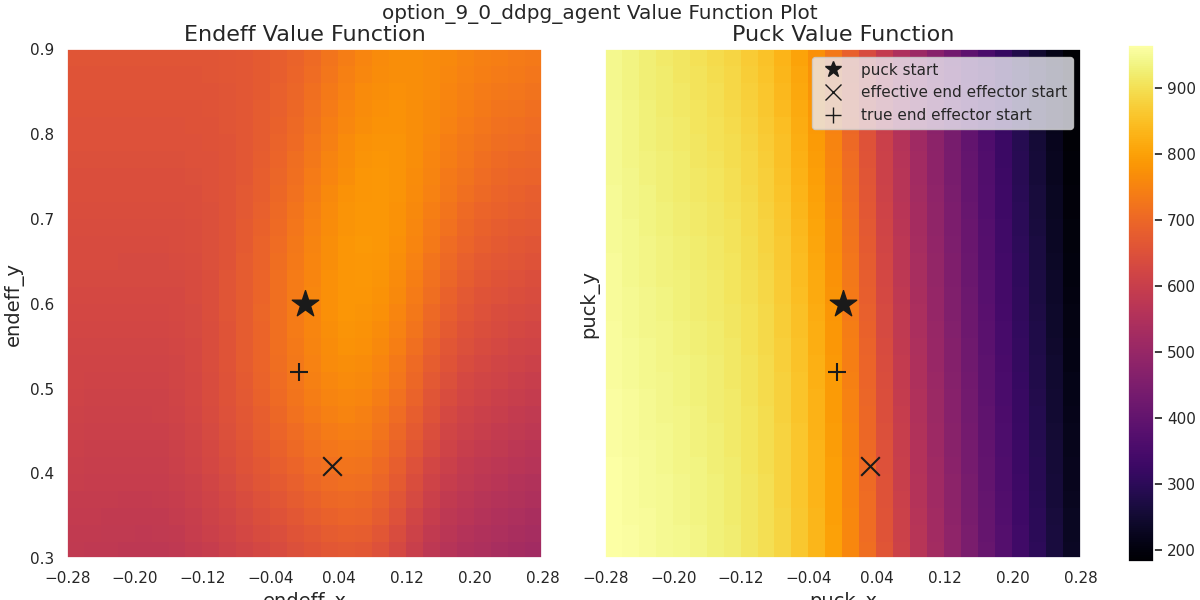 option_9_0_ddpg_agent Value Function Plot
Endeff Value Function
Puck Value Function
puck start
effective end effector start
true end effector start
0.9
0.8
0.7
0.6
0.5
0.4
0.3
endeff_y
−0.28 −0.20 −0.12 −0.04 0.04 0.12 0.20 0.28
endeff_x
puck_y
−0.28 −0.20 −0.12 −0.04 0.04 0.12 0.20 0.28
puck_x
900
800
700
600
500
400
300
200